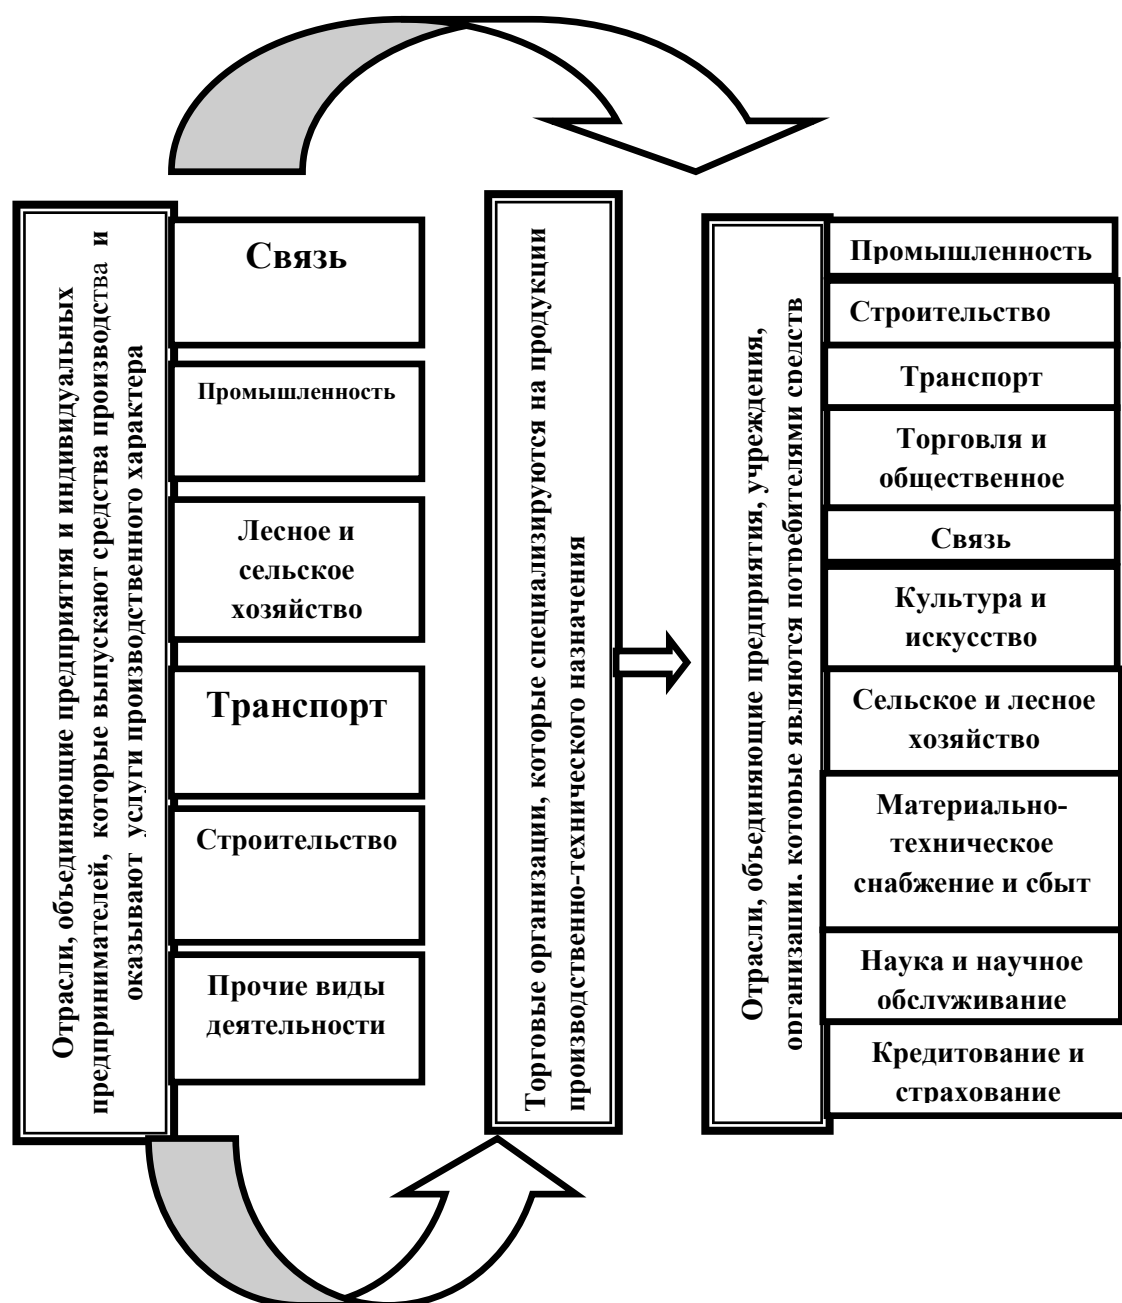 Отрасли, объединяющие предприятия и индивидуальных
предпринимателей, которые выпускают средства производства и
оказывают услуги производственного характера
Связь
Промышленность
Лесное и
сельское
хозяйство
Транспорт
Строительство
Прочие виды
деятельности
Торговые организации, которые специализируются на продукции
производственно-технического назначения
Отрасли, объединяющие предприятия, учреждения,
организации, которые являются потребителями средств
Промышленность
Строительство
Транспорт
Торговля и
общественное
Связь
Культура и
искусство
Сельское и лесное
хозяйство
Материально-
техническое
снабжение и сбыт
Наука и научное
обслуживание
Кредитование и
страхование